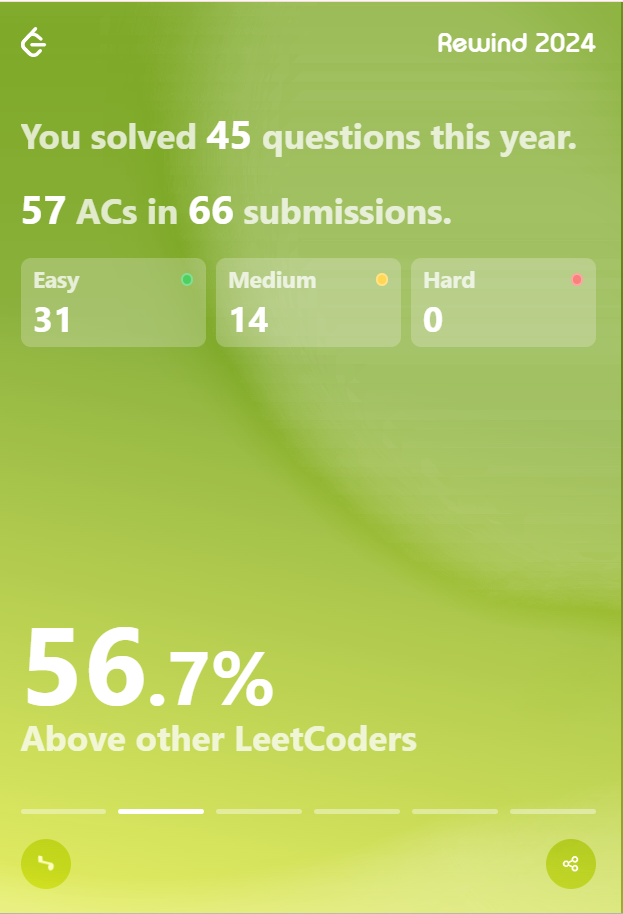 Rewind 2024
You solved 45 questions this year.
57 ACs in 66 submissions.
Easy
31
Medium
14
Hard
0
56.7%
Above other LeetCoders